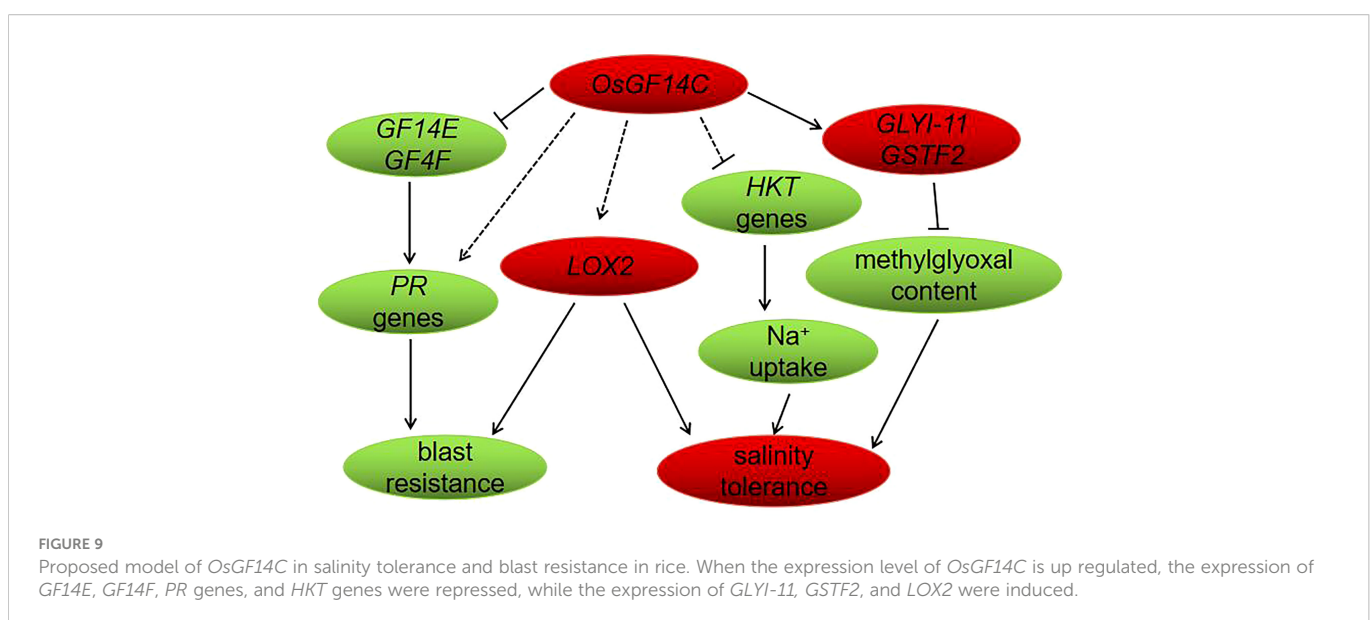 OsGF14C
GF14E
GF4F
GLYI-11
GSTF2
HKT
genes
LOX2
methylglyoxal
content
PR
genes
Na⁺
uptake
blast
resistance
salinity
tolerance
FIGURE 9
Proposed model of OsGF14C in salinity tolerance and blast resistance in rice. When the expression level of OsGF14C is up regulated, the expression of
GF14E, GF14F, PR genes, and HKT genes were repressed, while the expression of GLYI-11, GSTF2, and LOX2 were induced.